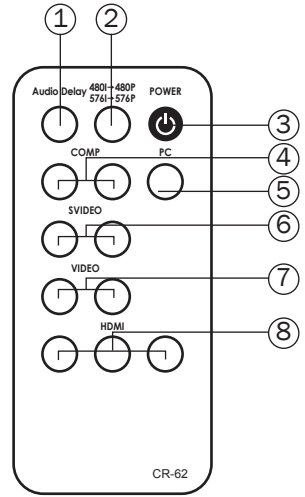 1 2
480I→480P
Audio Delay 576I→576P POWER
3
COMP PC 4
5
SVIDEO 6
VIDEO 7
HDMI 8
CR-62